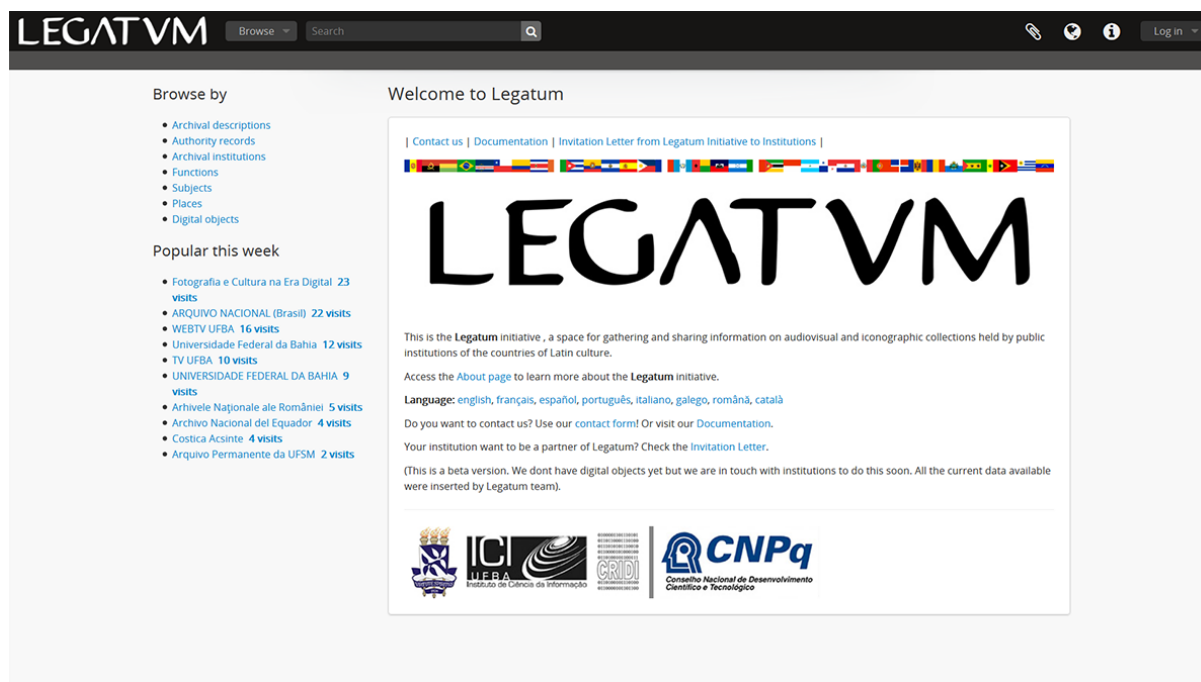 LEGATVM
Browse
Search
Log in
Browse by
Archival descriptions
Authority records
Archival institutions
Functions
Subjects
Places
Digital objects
Popular this week
Fotografia e Cultura na Era Digital 23
visits
ARQUIVO NACIONAL (Brasil) 22 visits
WEBTV UFBA 16 visits
Universidade Federal da Bahia 12 visits
TV UFBA 10 visits
UNIVERSIDADE FEDERAL DA BAHIA 9
visits
Arhivele Naționale ale României 5 visits
Archivo Nacional del Equador 4 visits
Costica Acsinte 4 visits
Arquivo Permanente da UFSM 2 visits
Welcome to Legatum
| Contact us | Documentation | Invitation Letter from Legatum Initiative to Institutions |
LEGATVM
This is the Legatum initiative , a space for gathering and sharing information on audiovisual and iconographic collections held by public
institutions of the countries of Latin culture.
Access the About page to learn more about the Legatum initiative.
Language: english, français, español, português, italiano, galego, română, català
Do you want to contact us? Use our contact form! Or visit our Documentation.
Your institution want to be a partner of Legatum? Check the Invitation Letter.
(This is a beta version. We dont have digital objects yet but we are in touch with institutions to do this soon. All the current data available
were inserted by Legatum team).
ICI
UFBA
Instituto de Ciência da Informação
CRIDI
CNPq
Conselho Nacional de Desenvolvimento
Científico e Tecnológico